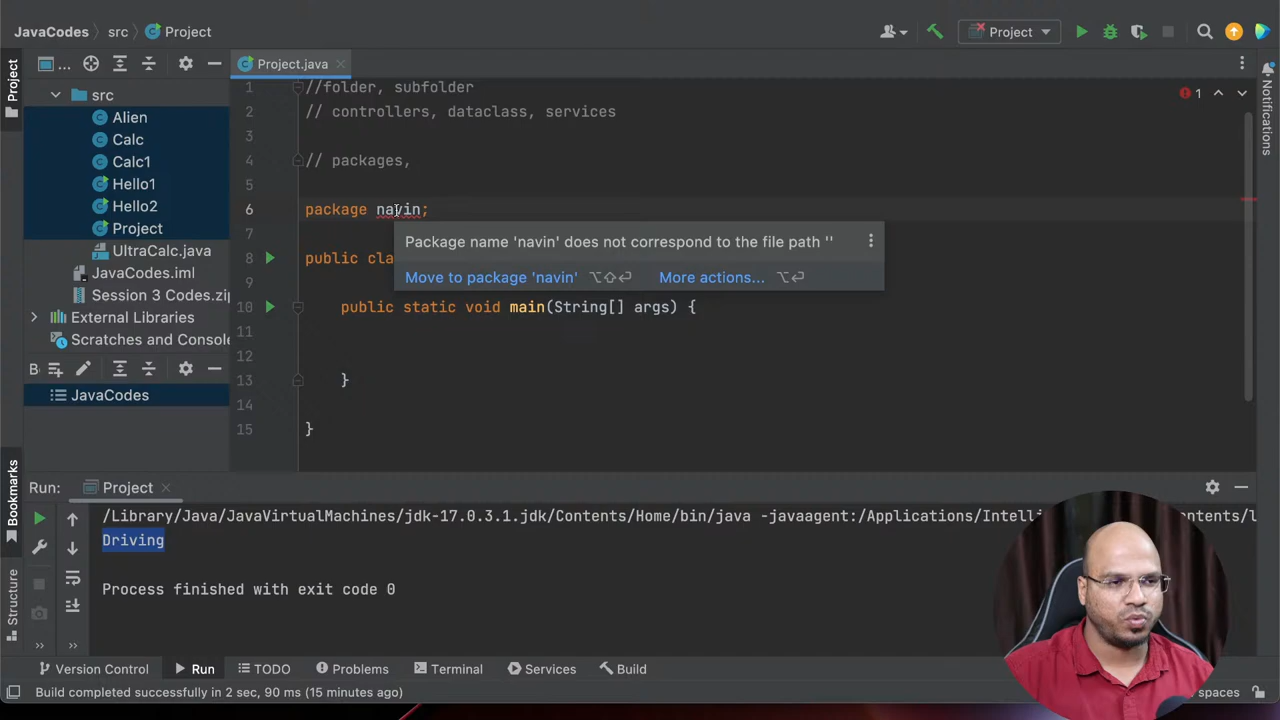 JavaCodes src Project
Project
Project
...
Project.java
src
Alien
Calc
Calc1
Hello1
Hello2
Project
UltraCalc.java
JavaCodes.iml
Session 3 Codes.zip
External Libraries
Scratches and Console
B
JavaCodes
1 //folder, subfolder
2 // controllers, dataclass, services
3
4 // packages,
5
6 package navin;
7
8 public cla
9
10 public static void main(String[] args) {
11
12
13 }
14
15 }
1
Package name 'navin' does not correspond to the file path ''
Move to package 'navin' ⌥⇧⏎ More actions... ⌥⏎
Notifications
Bookmarks
Structure
Run: Project
/Library/Java/JavaVirtualMachines/jdk-17.0.3.1.jdk/Contents/Home/bin/java -javaagent:/Applications/Intell
ntents/l
Driving
Process finished with exit code 0
Version Control Run TODO Problems Terminal Services Build
Build completed successfully in 2 sec, 90 ms (15 minutes ago)
spaces